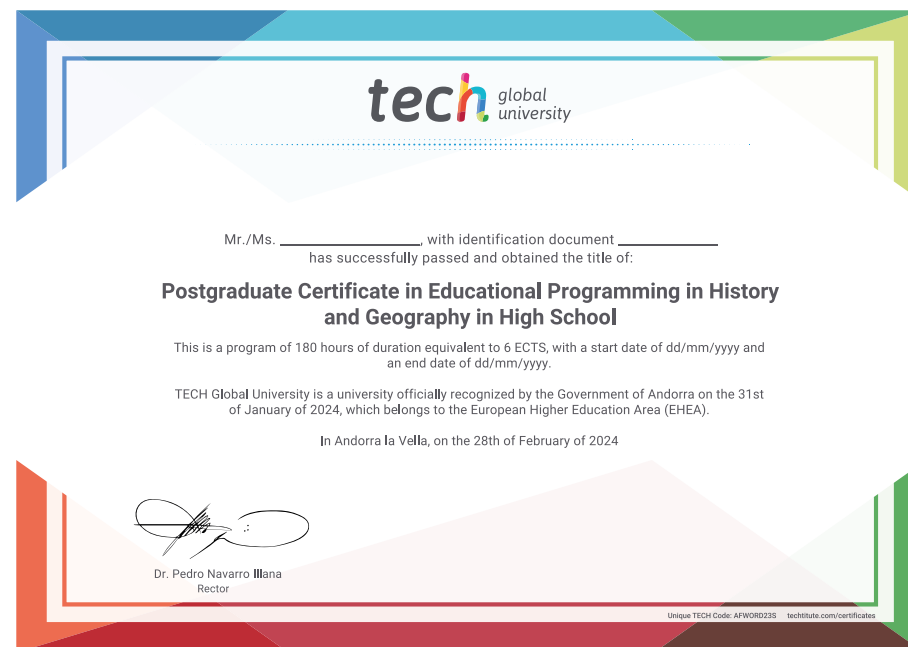 tech global
university
Mr./Ms. ____________________, with identification document ______________
has successfully passed and obtained the title of:
Postgraduate Certificate in Educational Programming in History
and Geography in High School
This is a program of 180 hours of duration equivalent to 6 ECTS, with a start date of dd/mm/yyyy and
an end date of dd/mm/yyyy.
TECH Global University is a university officially recognized by the Government of Andorra on the 31st
of January of 2024, which belongs to the European Higher Education Area (EHEA).
In Andorra la Vella, on the 28th of February of 2024
Dr. Pedro Navarro Illana
Rector
Unique TECH Code: AFWORD23S techtitute.com/certificates